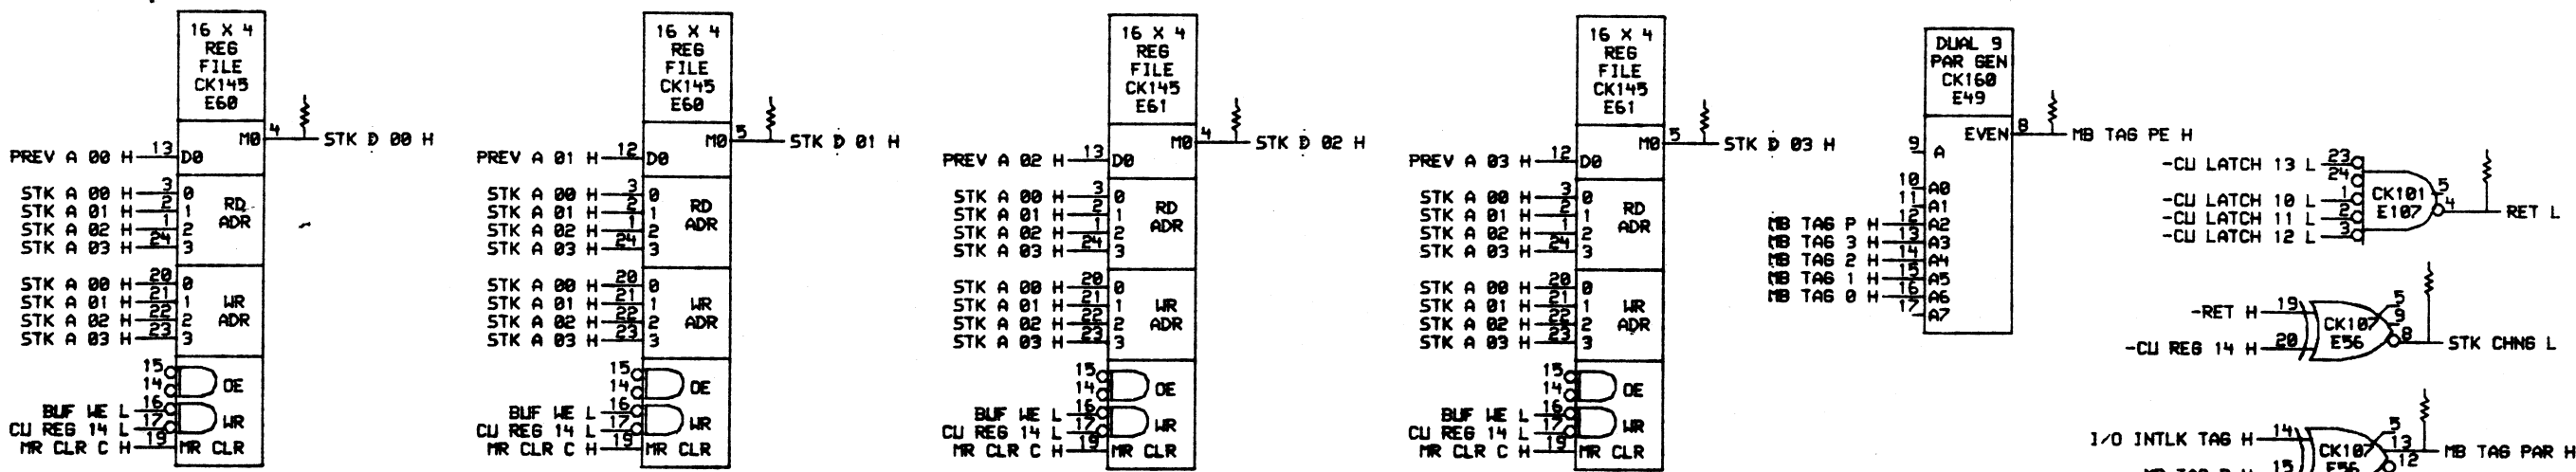 16 X 4
REG
FILE
CK145
E60
M0 4 STK D 00 H
PREV A 00 H 13 D0
STK A 00 H 3 0
STK A 01 H 2 1 RD
STK A 02 H 1 2 ADR
STK A 03 H 24 3
STK A 00 H 20 0
STK A 01 H 21 1 WR
STK A 02 H 22 2 ADR
STK A 03 H 23 3
15
14 OE
BUF WE L 16
CU REG 14 L 17 WR
MR CLR C H 19 MR CLR
16 X 4
REG
FILE
CK145
E60
M0 5 STK D 01 H
PREV A 01 H 12 D0
STK A 00 H 3 0
STK A 01 H 2 1 RD
STK A 02 H 1 2 ADR
STK A 03 H 24 3
STK A 00 H 20 0
STK A 01 H 21 1 WR
STK A 02 H 22 2 ADR
STK A 03 H 23 3
15
14 OE
BUF WE L 16
CU REG 14 L 17 WR
MR CLR C H 19 MR CLR
16 X 4
REG
FILE
CK145
E61
M0 4 STK D 02 H
PREV A 02 H 13 D0
STK A 00 H 3 0
STK A 01 H 2 1 RD
STK A 02 H 1 2 ADR
STK A 03 H 24 3
STK A 00 H 20 0
STK A 01 H 21 1 WR
STK A 02 H 22 2 ADR
STK A 03 H 23 3
15
14 OE
BUF WE L 16
CU REG 14 L 17 WR
MR CLR C H 19 MR CLR
16 X 4
REG
FILE
CK145
E61
M0 5 STK D 03 H
PREV A 03 H 12 D0
STK A 00 H 3 0
STK A 01 H 2 1 RD
STK A 02 H 1 2 ADR
STK A 03 H 24 3
STK A 00 H 20 0
STK A 01 H 21 1 WR
STK A 02 H 22 2 ADR
STK A 03 H 23 3
15
14 OE
BUF WE L 16
CU REG 14 L 17 WR
MR CLR C H 19 MR CLR
DUAL 9
PAR GEN
CK160
E49
EVEN 8 MB TAG PE H
9 A
10 A0
11 A1
MB TAG P H 12 A2
MB TAG 3 H 13 A3
MB TAG 2 H 14 A4
MB TAG 1 H 15 A5
MB TAG 0 H 16 A6
17 A7
-CU LATCH 13 L 23
24
-CU LATCH 10 L 1 CK101 5
-CU LATCH 11 L 2 E107 4 RET L
-CU LATCH 12 L 3
-RET H 19 5
CK107 9
-CU REG 14 H 20 E56 8 STK CHNG L
I/O INTLK TAG H 14 5
CK107 13 MB TAG PAR H
15 E56 12